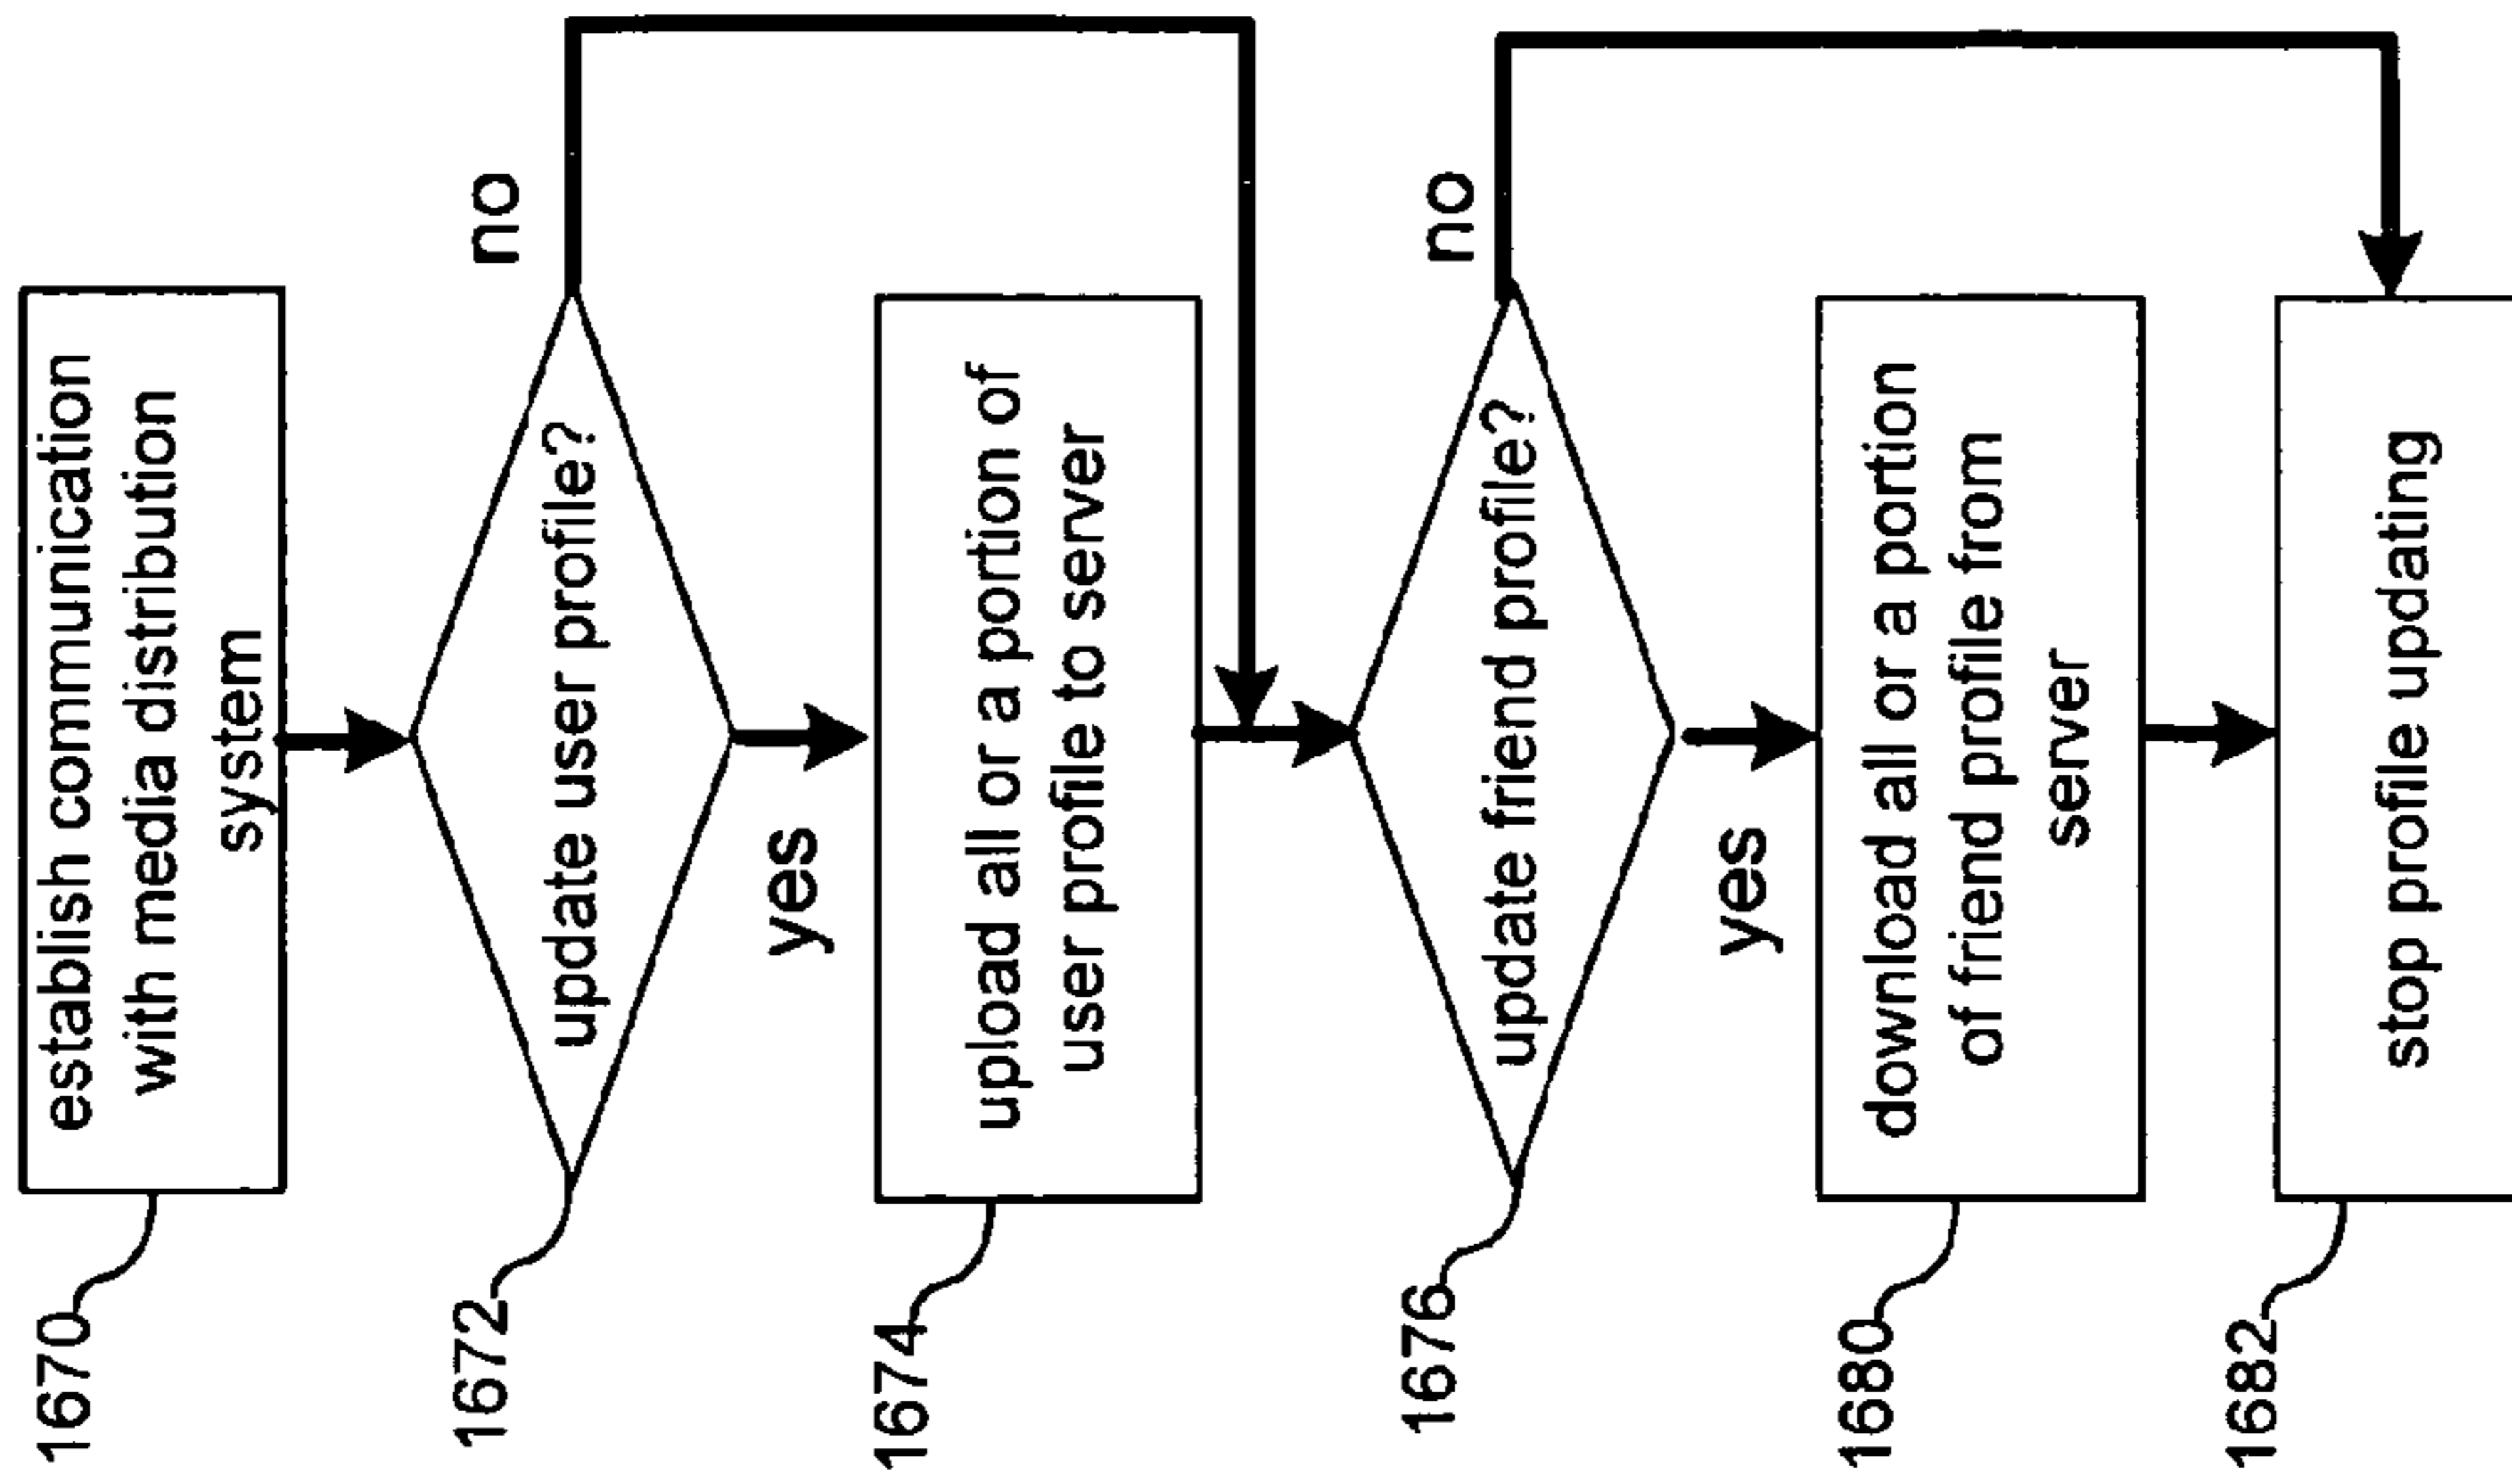 1670
establish communication
with media distribution
system
1672
update user profile?
no
yes
1674
upload all or a portion of
user profile to server
1676
update friend profile?
no
yes
1680
download all or a portion
of friend profile from
server
1682
stop profile updating